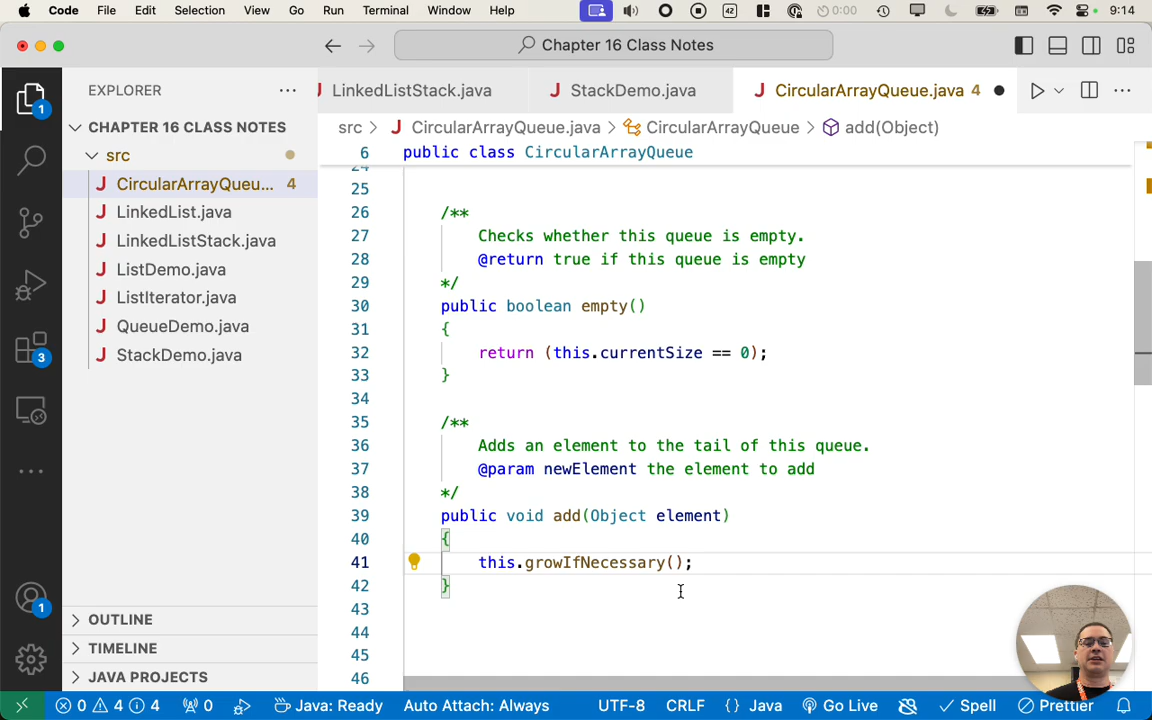 Code File Edit Selection View Go Run Terminal Window Help 42 0:00 9:14
Chapter 16 Class Notes
EXPLORER
LinkedListStack.java StackDemo.java CircularArrayQueue.java 4
CHAPTER 16 CLASS NOTES
src > CircularArrayQueue.java > CircularArrayQueue > add(Object)
src
6 public class CircularArrayQueue
CircularArrayQueu... 4
LinkedList.java
LinkedListStack.java
ListDemo.java
ListIterator.java
QueueDemo.java
StackDemo.java
1
3
1
24
25
26 /**
27 Checks whether this queue is empty.
28 @return true if this queue is empty
29 */
30 public boolean empty()
31 {
32 return (this.currentSize == 0);
33 }
34
35 /**
36 Adds an element to the tail of this queue.
37 @param newElement the element to add
38 */
39 public void add(Object element)
40 {
41 this.growIfNecessary();
42 }
43
44
45
46
OUTLINE
TIMELINE
JAVA PROJECTS
0 4 4 0 Java: Ready Auto Attach: Always UTF-8 CRLF {} Java Go Live Spell Prettier